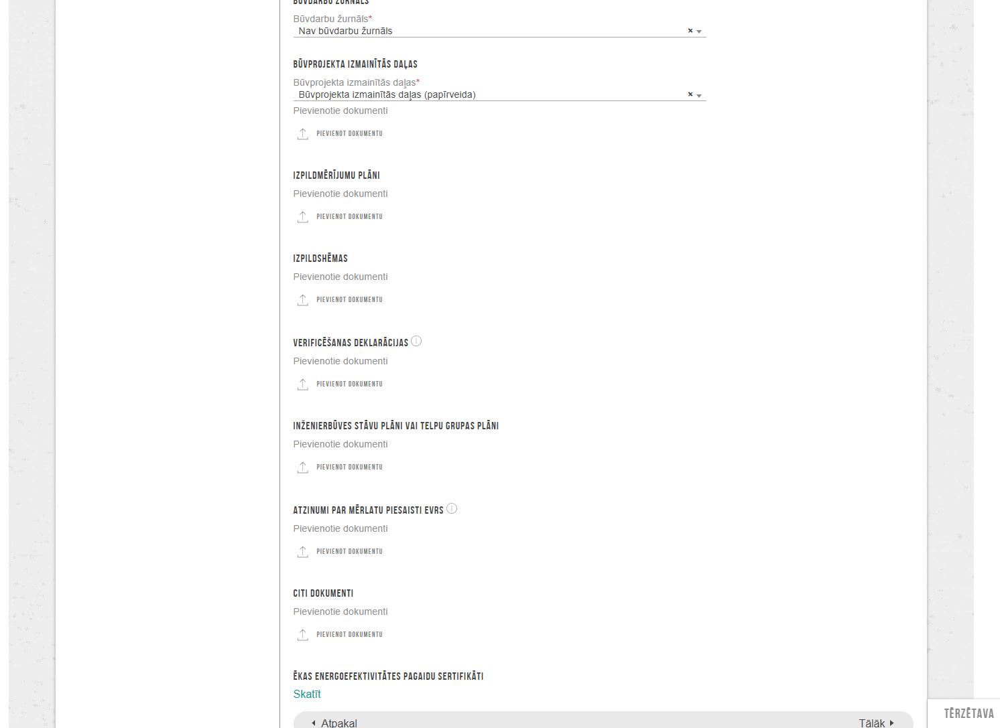 BŪVDARBU ŽURNĀLS
Būvdarbu žurnāls*
Nav būvdarbu žurnāls
BŪVPROJEKTA IZMAINĪTĀS DAĻAS
Būvprojekta izmainītās daļas*
Būvprojekta izmainītās daļas (papīrveida)
Pievienotie dokumenti
PIEVIENOT DOKUMENTU
IZPILDMĒRĪJUMU PLĀNI
Pievienotie dokumenti
PIEVIENOT DOKUMENTU
IZPILDSHĒMAS
Pievienotie dokumenti
PIEVIENOT DOKUMENTU
VERIFICĒŠANAS DEKLARĀCIJAS
Pievienotie dokumenti
PIEVIENOT DOKUMENTU
INŽENIERBŪVES STĀVU PLĀNI VAI TELPU GRUPAS PLĀNI
Pievienotie dokumenti
PIEVIENOT DOKUMENTU
ATZINUMI PAR MĒRLATU PIESAISTI EVRS
Pievienotie dokumenti
PIEVIENOT DOKUMENTU
CITI DOKUMENTI
Pievienotie dokumenti
PIEVIENOT DOKUMENTU
ĒKAS ENERGOEFEKTIVITĀTES PAGAIDU SERTIFIKĀTI
Skatīt
Atpakaļ Tālāk
TĒRZĒTAVA